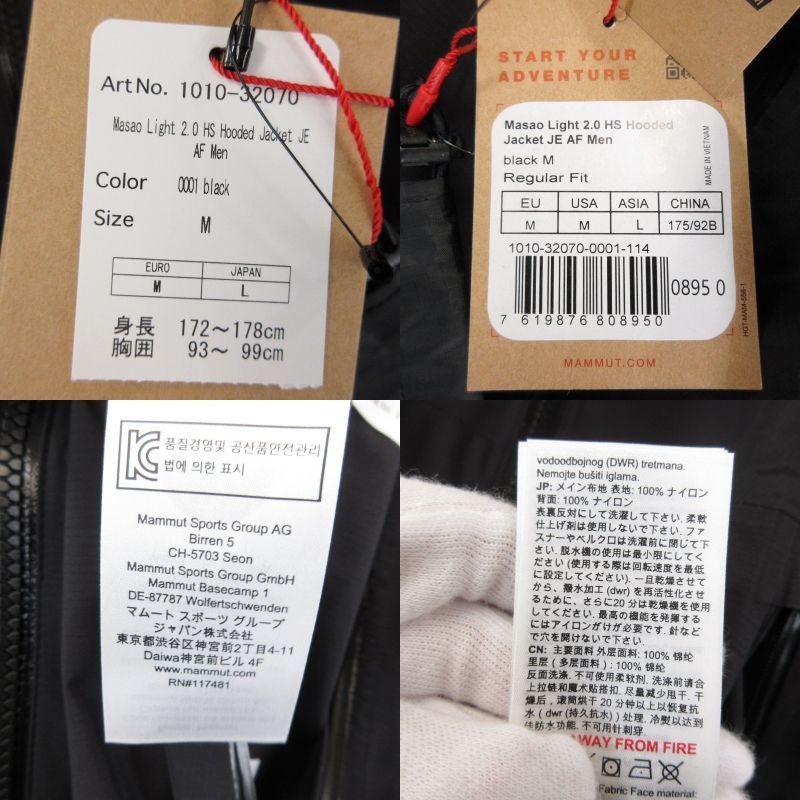 Art No. 1010-32070
Masao Light 2.0 HS Hooded Jacket JE
AF Men
Color 0001 black
Size M
EURO JAPAN
M L
身長 172～178cm
胸囲 93～ 99cm
START YOUR
ADVENTURE
Masao Light 2.0 HS Hooded
Jacket JE AF Men
black M
Regular Fit
MADE IN VIETNAM
EU USA ASIA CHINA
M M L 175/92B
1010-32070-0001-114
0895 0
7 619876 808950
HGT-MAM-558-1
MAMMUT.COM
KC 품질경영및 공산품안전관리
법에 의한 표시
Mammut Sports Group AG
Birren 5
CH-5703 Seon
Mammut Sports Group GmbH
Mammut Basecamp 1
DE-87787 Wolfertschwenden
マムート スポーツ グループ
ジャパン株式会社
東京都渋谷区神宮前2丁目4-11
Daiwa神宮前ビル 4F
www.mammut.com
RN#117481
vodoodbojnog (DWR) tretmana.
Nemojte bušiti iglama.
JP: メイン布地 表地: 100% ナイロン
背面: 100% ナイロン
表裏反対にして洗濯して下さい. 柔軟
仕上げ剤は使用しないで下さい. ファ
スナーやベルクロは洗濯前に閉じて下
さい. 脱水機の使用は最小限にしてくだ
さい (使用する際は回転速度を最低
に設定してください). 一旦乾燥させて
から、撥水加工 (dwr) を再活性化させ
るために、さらに20分は乾燥機を使用
してください. 最高の機能を発揮する
にはアイロンがけが必要です. 針など
で穴を開けないで下さい.
CN: 主要面料 外层面料: 100% 锦纶
里层 (多层面料) : 100% 锦纶
反面洗涤. 不可使用柔软剂. 洗涤前请合
上拉链和魔术贴搭扣. 尽量减少甩干. 干
燥后, 滚筒烘干20分钟以上以恢复抗
水 (dwr (持久抗水)) 处理. 冷熨以达到
佳防水功能. 不可用针刺穿.
AWAY FROM FIRE
Fabric Face material: